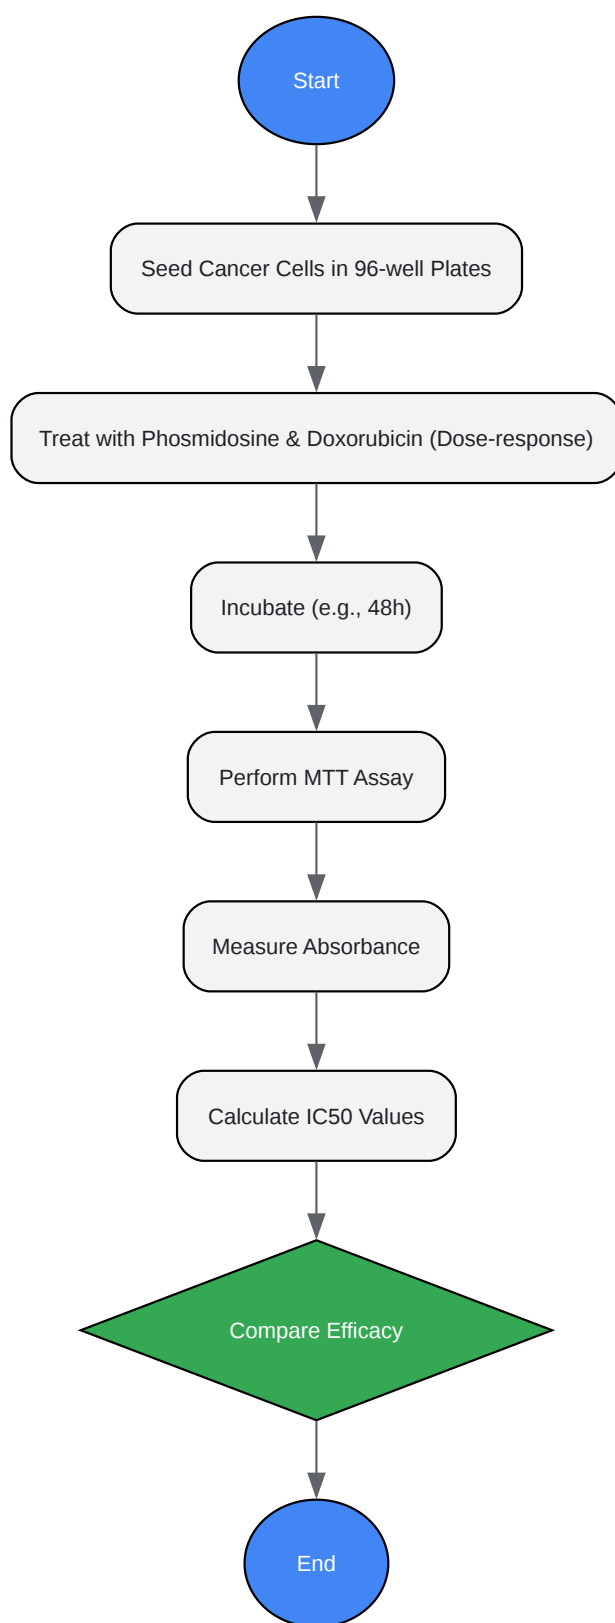 Start
Seed Cancer Cells in 96-well Plates
Treat with Phosmidosine & Doxorubicin (Dose-response)
Incubate (e.g., 48h)
Perform MTT Assay
Measure Absorbance
Calculate IC50 Values
Compare Efficacy
End